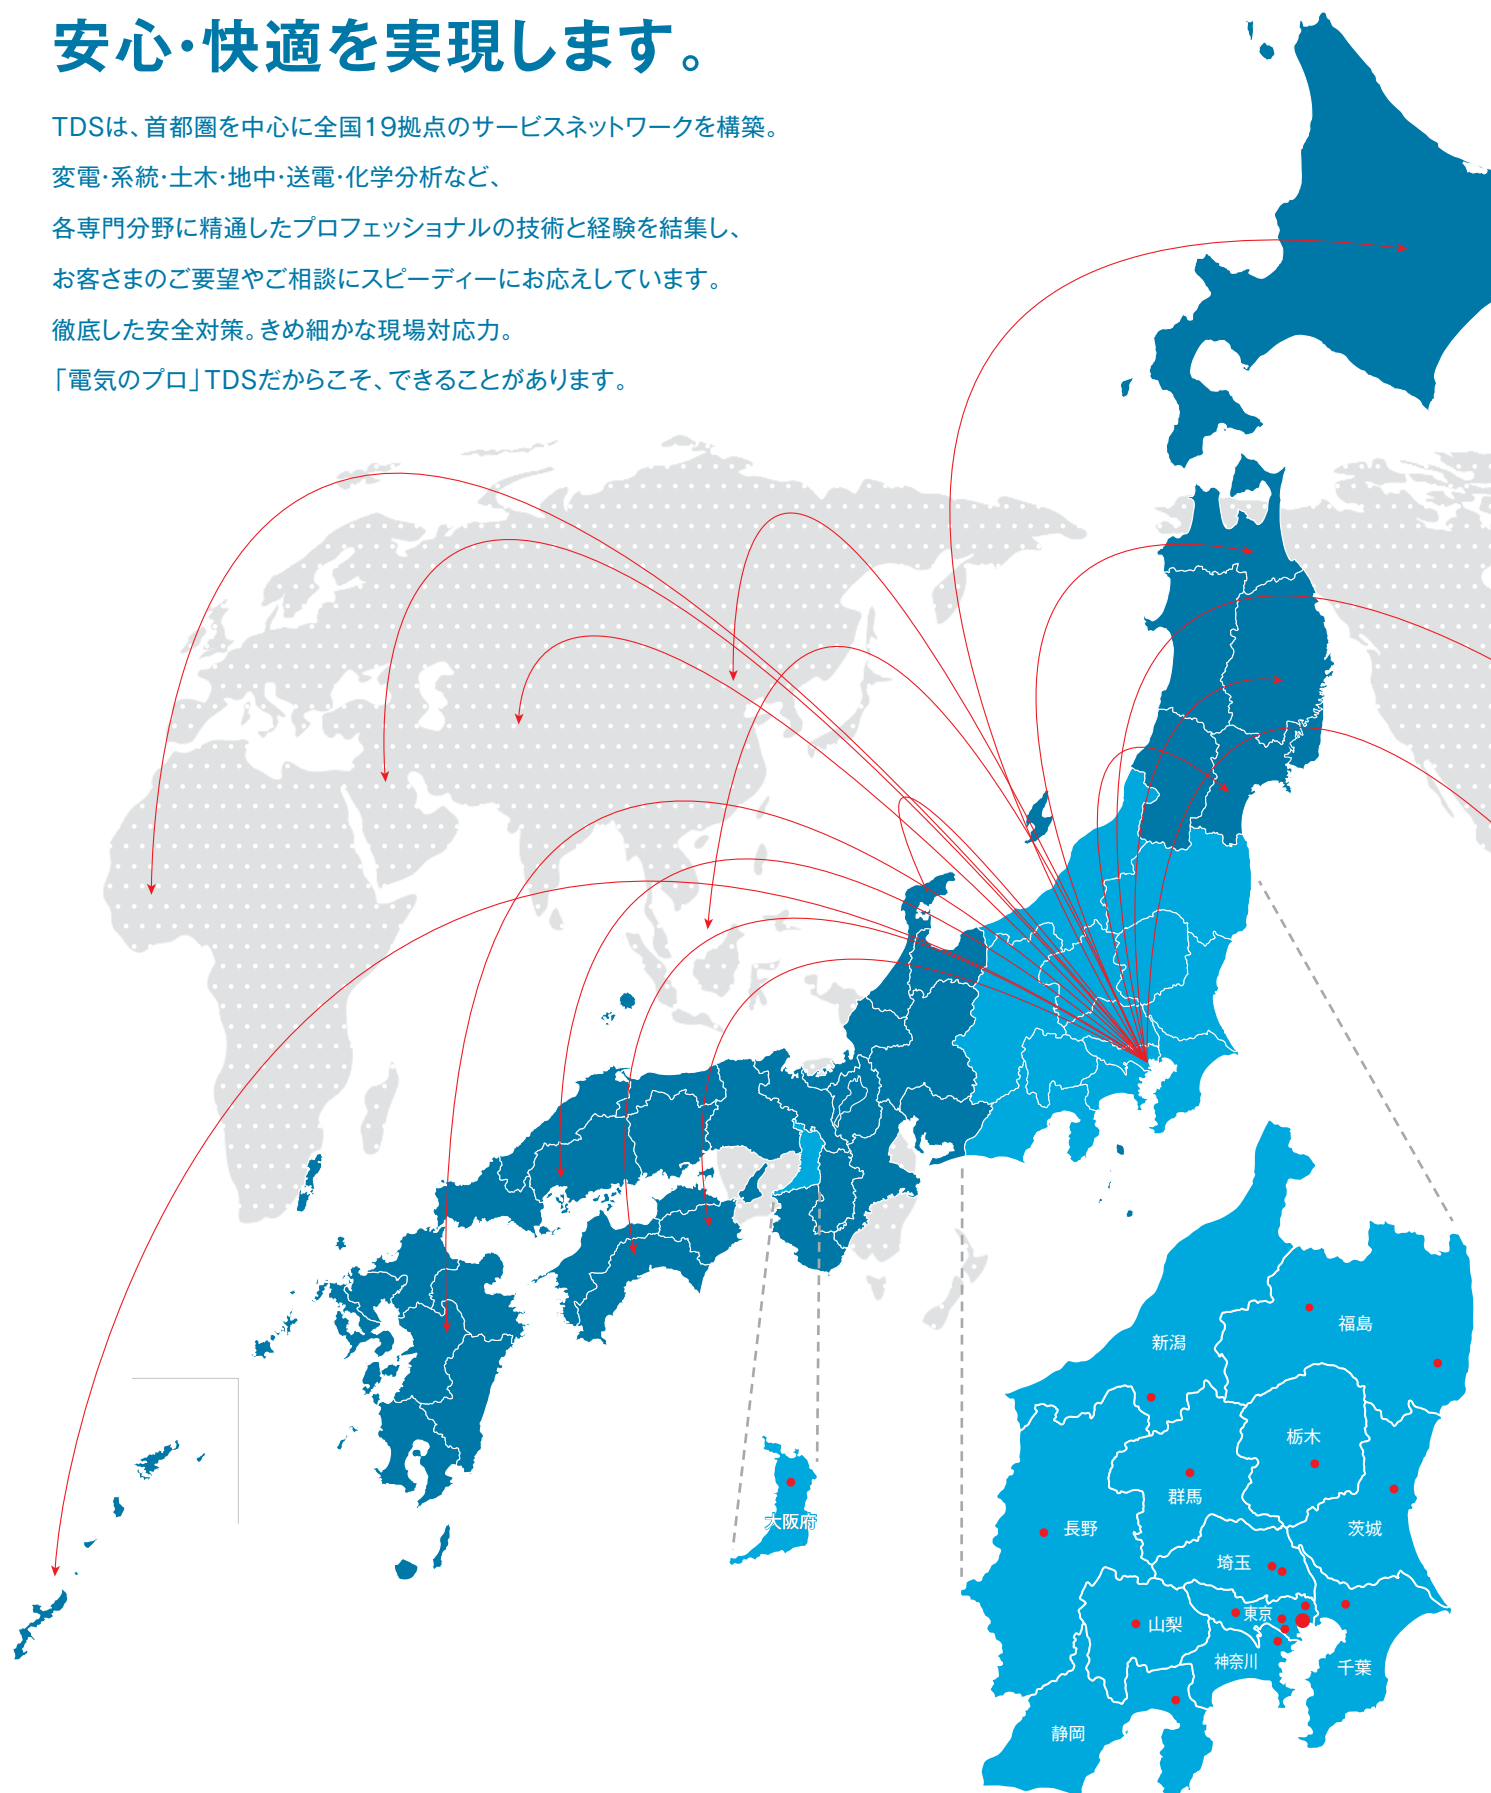 安心・快適を実現します。
TDSは、首都圏を中心に全国19拠点のサービスネットワークを構築。
変電・系統・土木・地中・送電・化学分析など、
各専門分野に精通したプロフェッショナルの技術と経験を結集し、
お客さまのご要望やご相談にスピーディーにお応えしています。
徹底した安全対策。きめ細かな現場対応力。
「電気のプロ」TDSだからこそ、できることがあります。
福島
新潟
栃木
群馬
長野
茨城
大阪府
埼玉
東京
山梨
神奈川
千葉
静岡